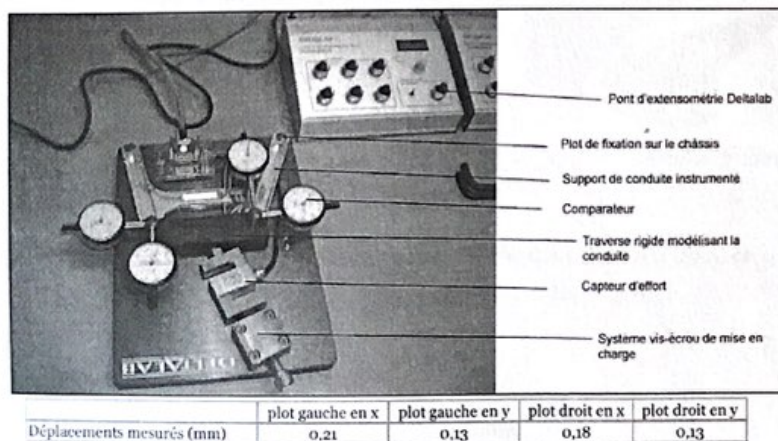 Pont d'extensométrie Deltalab
Plot de fixation sur le châssis
Support de conduite instrumenté
Comparateur
Traverse rigide modélisant la
conduite
Capteur d'effort
Système vis-écrou de mise en
charge
DELTALAB
plot gauche en x plot gauche en y plot droit en x plot droit en y
Déplacements mesurés (mm) 0,21 0,13 0,18 0,13